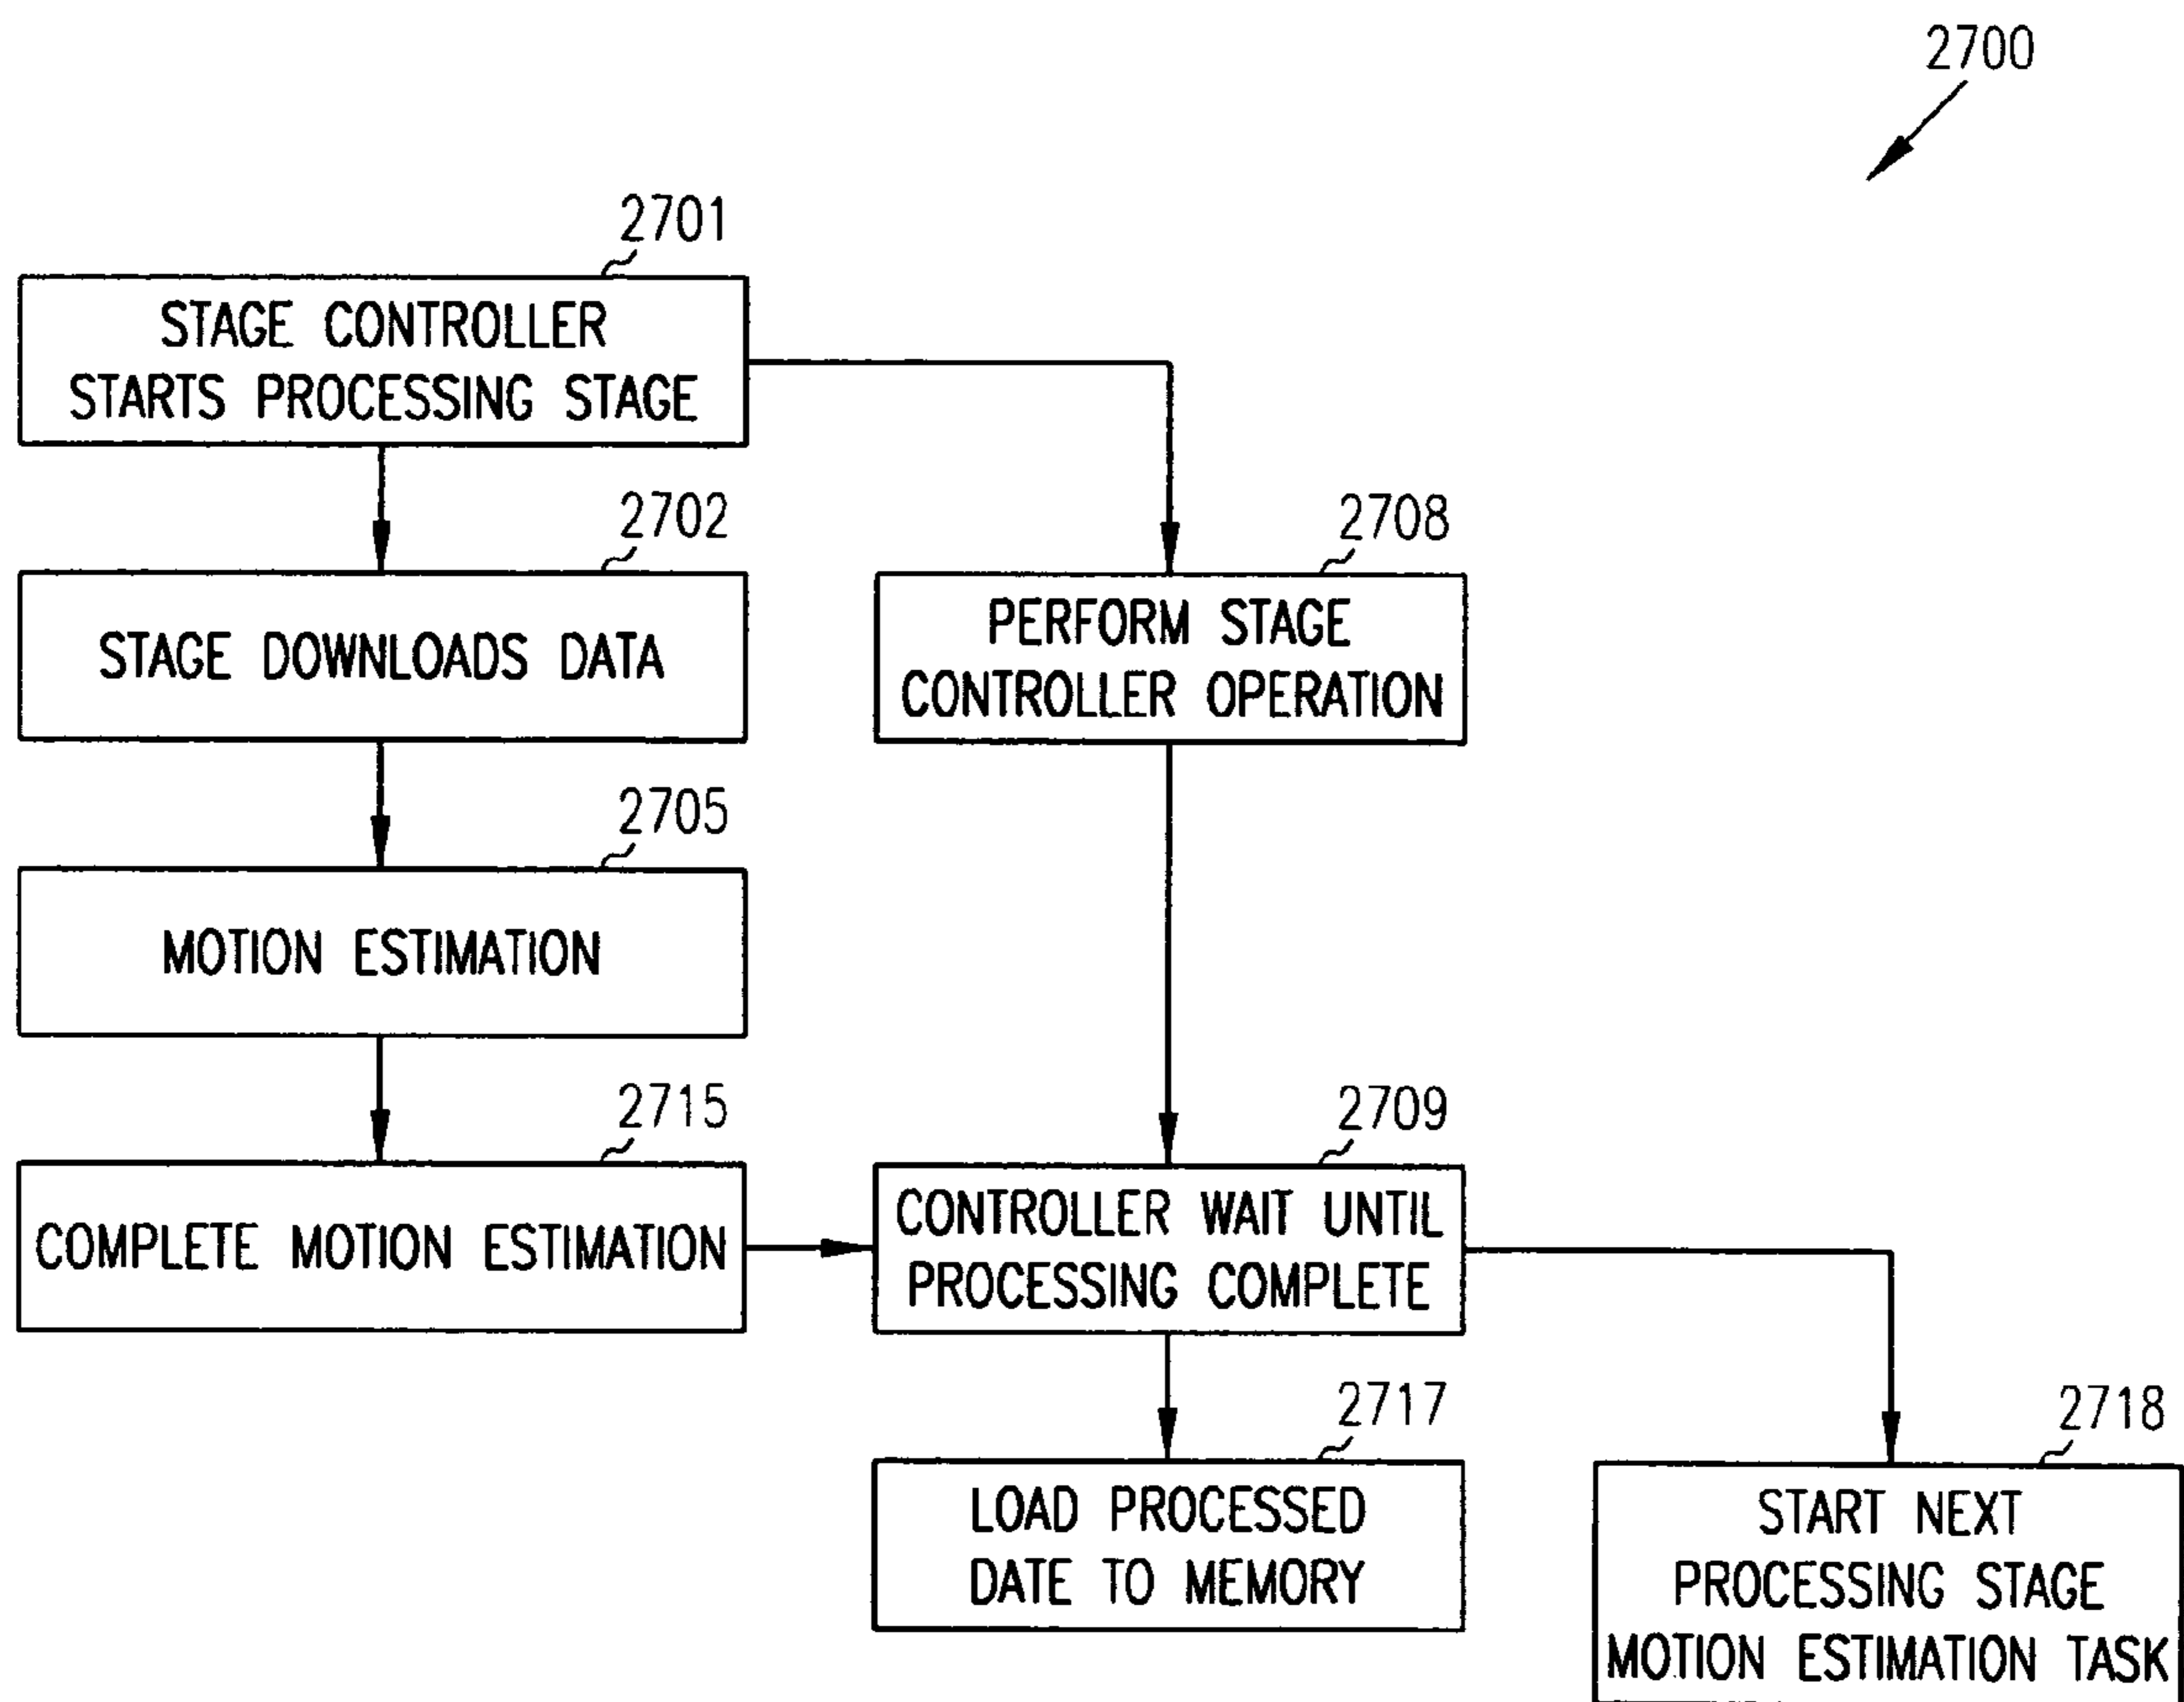 2700
2701
STAGE CONTROLLER
STARTS PROCESSING STAGE
2702
STAGE DOWNLOADS DATA
2708
PERFORM STAGE
CONTROLLER OPERATION
2705
MOTION ESTIMATION
2715
COMPLETE MOTION ESTIMATION
2709
CONTROLLER WAIT UNTIL
PROCESSING COMPLETE
2717
LOAD PROCESSED
DATE TO MEMORY
2718
START NEXT
PROCESSING STAGE
MOTION ESTIMATION TASK